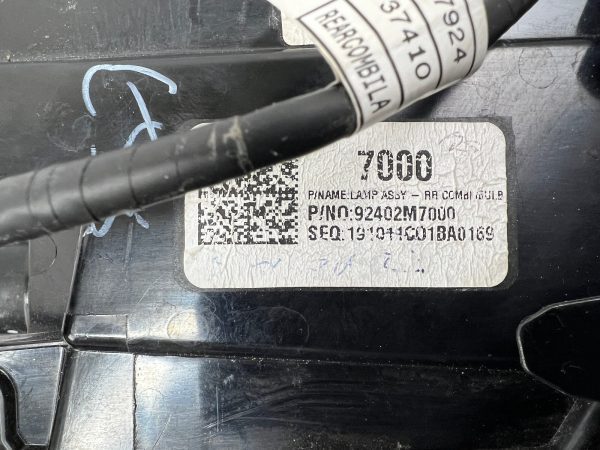 7924
37410
REARCOMBILA
7000
P/NAME:LAMP ASSY - RR COMBI/BULB
P/NO:92402M7000
SEQ:191011C01BA0169